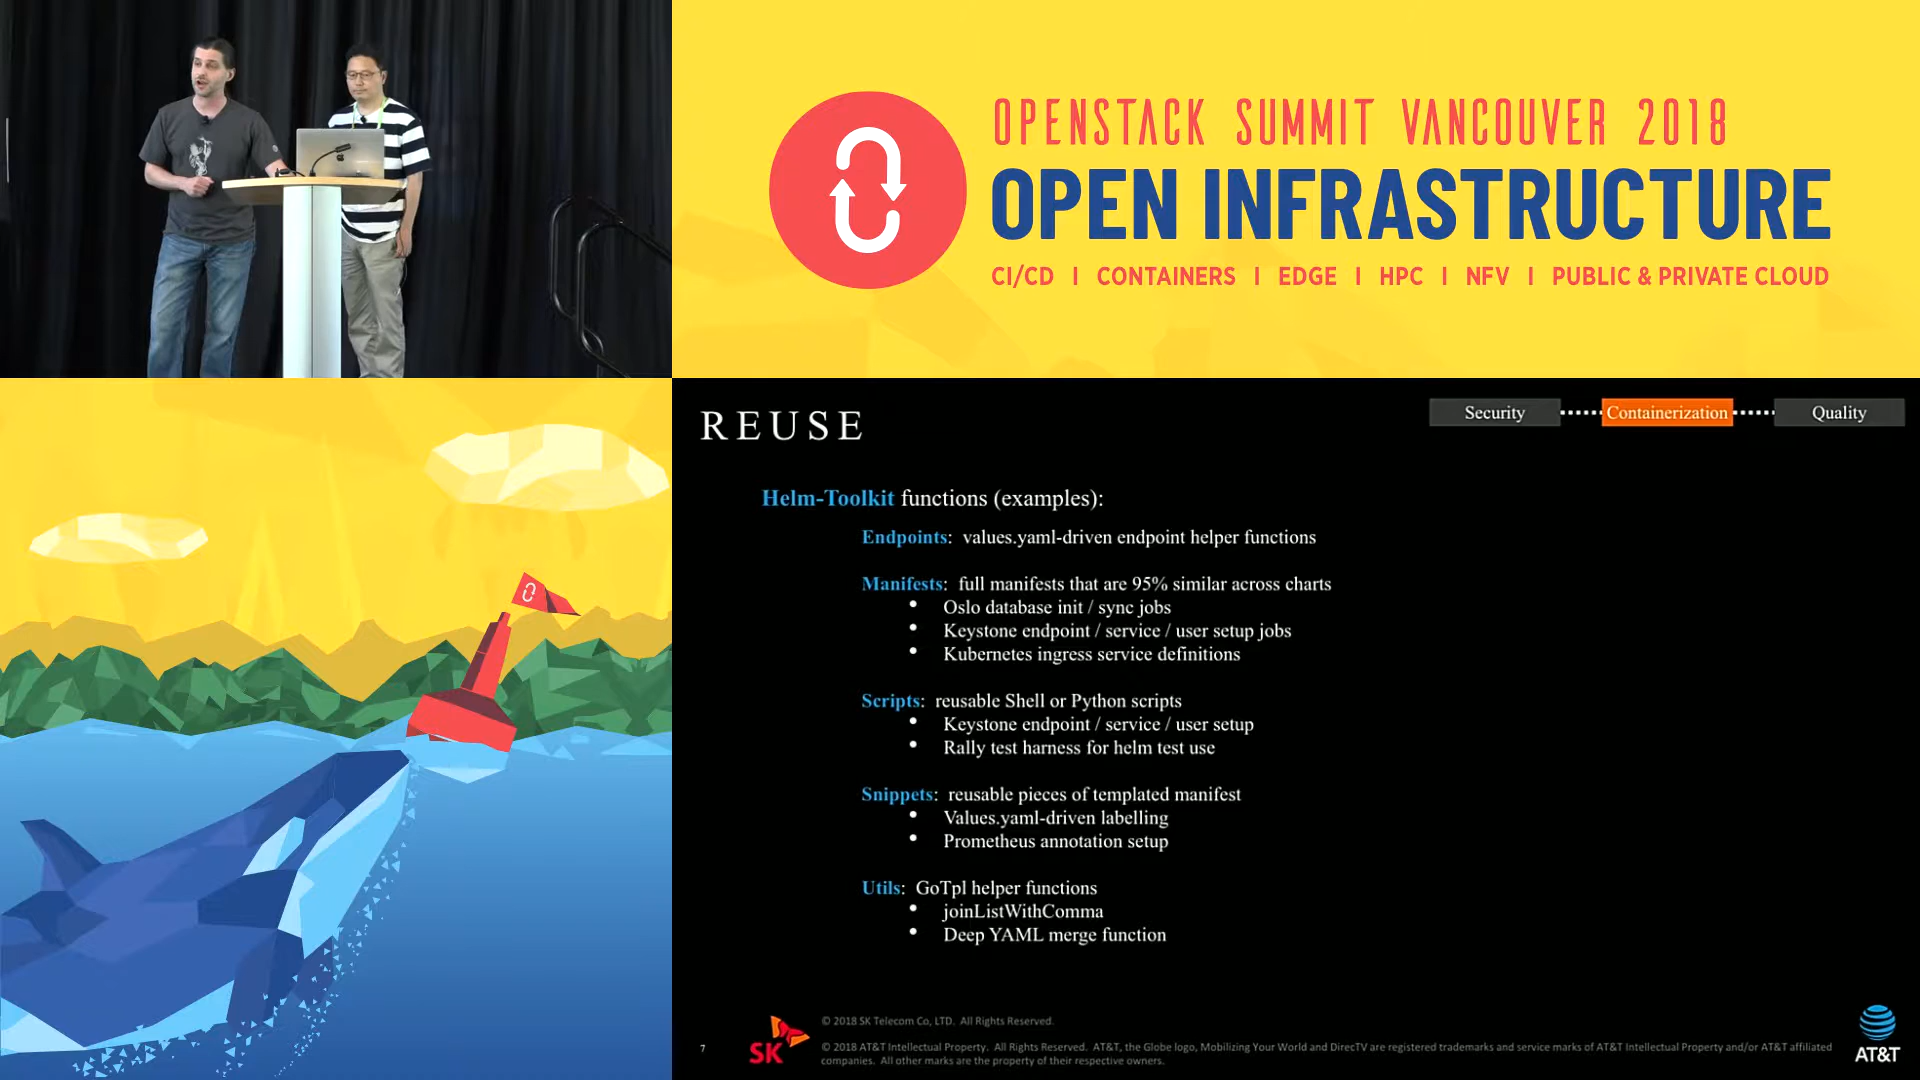 OPENSTACK SUMMIT VANCOUVER 2018
OPEN INFRASTRUCTURE
CI/CD I CONTAINERS I EDGE I HPC I NFV I PUBLIC & PRIVATE CLOUD
REUSE
Security
Containerization
Quality
Helm-Toolkit functions (examples):
Endpoints: values.yaml-driven endpoint helper functions
Manifests: full manifests that are 95% similar across charts
• Oslo database init / sync jobs
• Keystone endpoint / service / user setup jobs
• Kubernetes ingress service definitions
Scripts: reusable Shell or Python scripts
• Keystone endpoint / service / user setup
• Rally test harness for helm test use
Snippets: reusable pieces of templated manifest
• Values.yaml-driven labelling
• Prometheus annotation setup
Utils: GoTpl helper functions
• joinListWithComma
• Deep YAML merge function
7
SK
© 2018 SK Telecom Co, LTD. All Rights Reserved.
© 2018 AT&T Intellectual Property. All Rights Reserved. AT&T, the Globe logo, Mobilizing Your World and DirecTV are registered trademarks and service marks of AT&T Intellectual Property and/or AT&T affiliated
companies. All other marks are the property of their respective owners.
AT&T